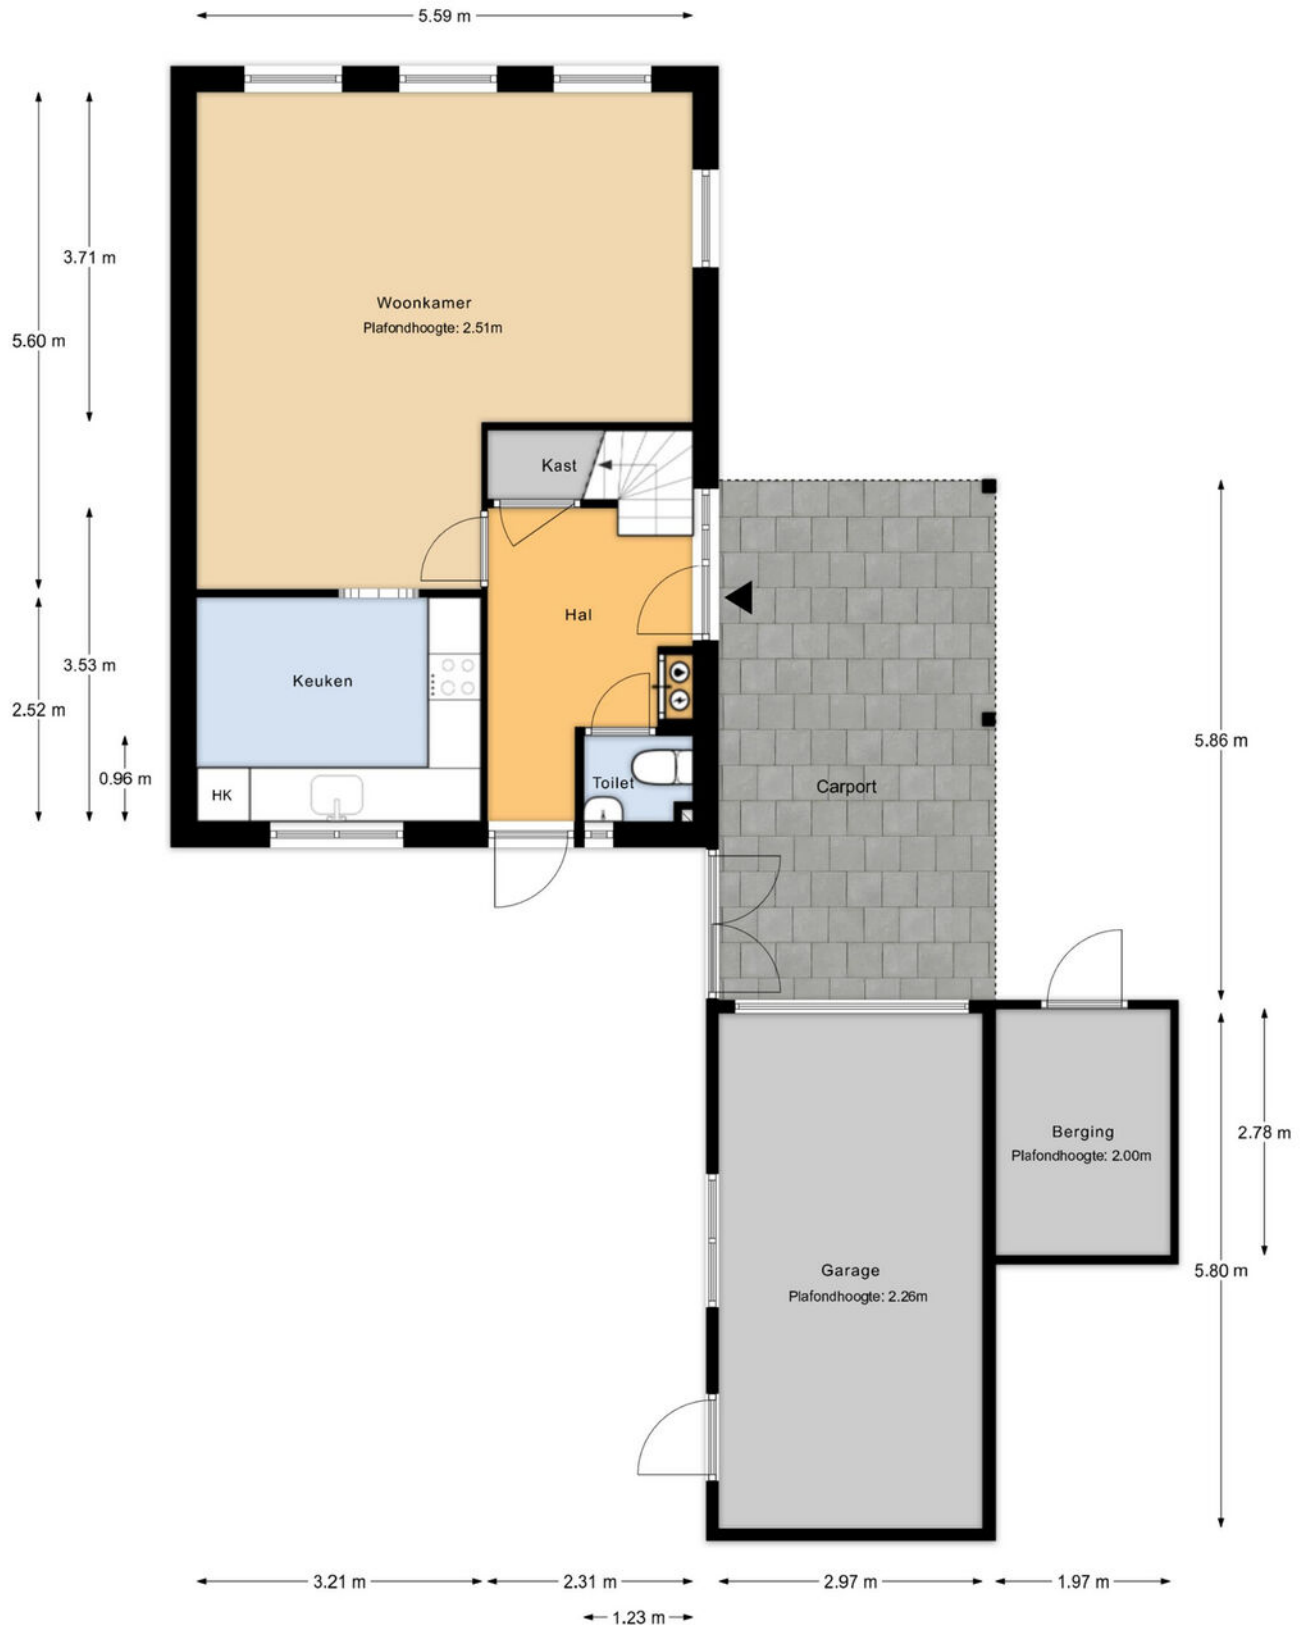 5.59 m
3.71 m
Woonkamer
Plafondhoogte: 2.51m
5.60 m
Kast
Hal
3.53 m
Keuken
2.52 m
5.86 m
0.96 m
Toilet
Carport
HK
Berging
2.78 m
Plafondhoogte: 2.00m
Garage
5.80 m
Plafondhoogte: 2.26m
3.21 m
2.31 m
2.97 m
1.97 m
1.23 m